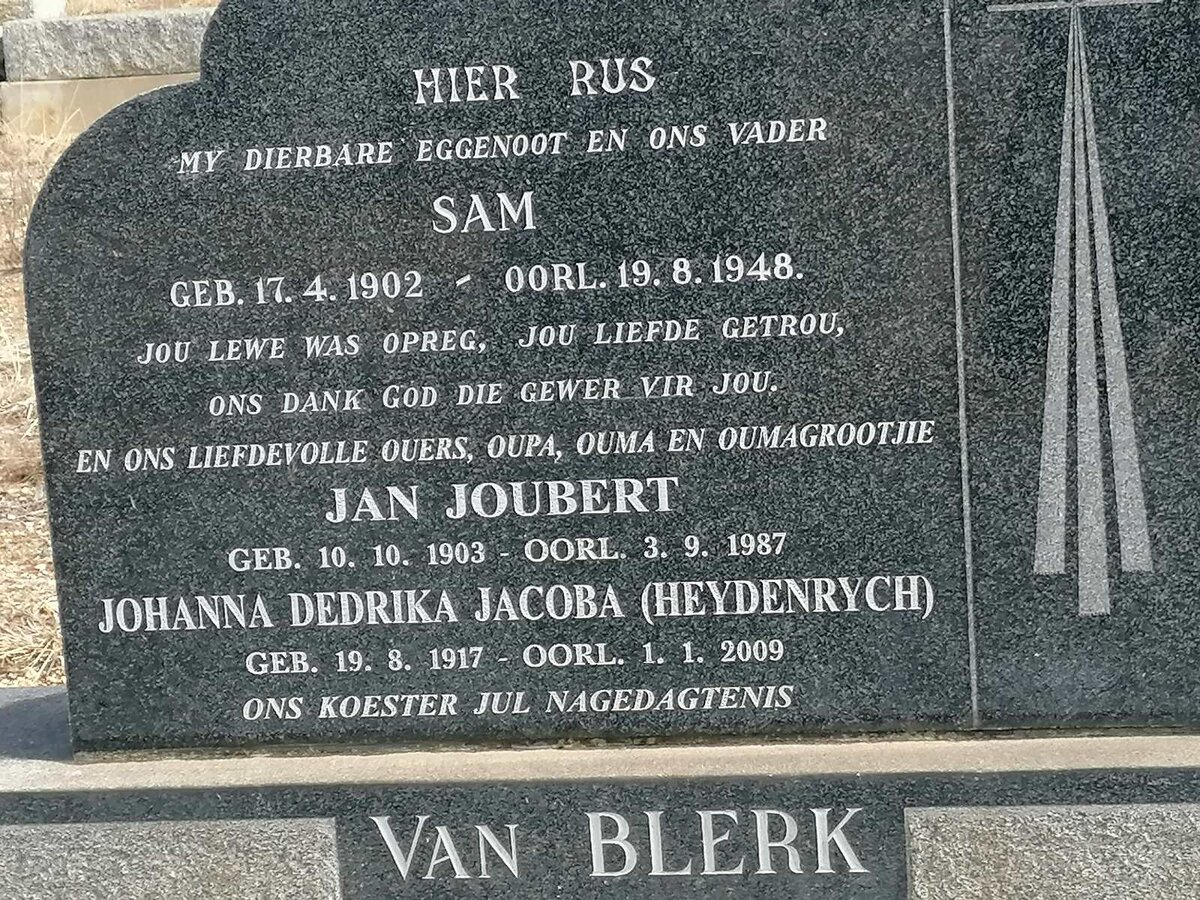 HIER RUS
MY DIERBARE EGGENOOT EN ONS VADER
SAM
GEB. 17. 4. 1902 - OORL. 19. 8. 1948.
JOU LEWE WAS OPREG, JOU LIEFDE GETROU,
ONS DANK GOD DIE GEWER VIR JOU.
EN ONS LIEFDEVOLLE OUERS, OUPA, OUMA EN OUMAGROOTJIE
JAN JOUBERT
GEB. 10. 10. 1903 - OORL. 3. 9. 1987
JOHANNA DEDRIKA JACOBA (HEYDENRYCH)
GEB. 19. 8. 1917 - OORL. 1. 1. 2009
ONS KOESTER JUL NAGEDAGTENIS
VAN BLERK